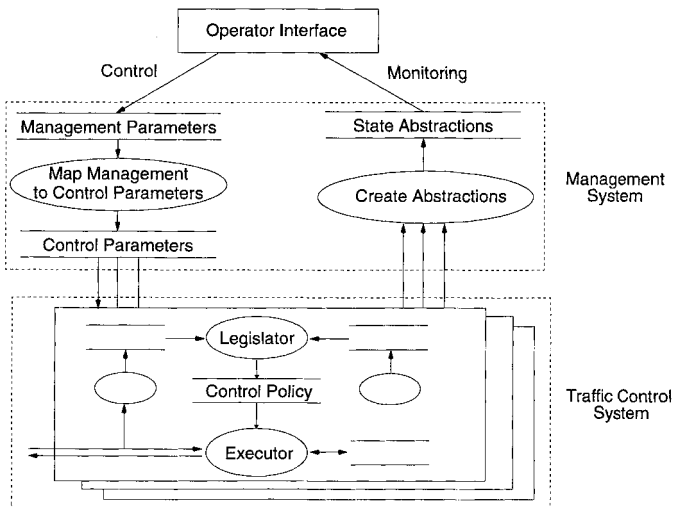 Operator Interface
Control
Monitoring
Management Parameters
State Abstractions
Map Management
to Control Parameters
Create Abstractions
Management
System
Control Parameters
Legislator
Control Policy
Traffic Control
System
Executor